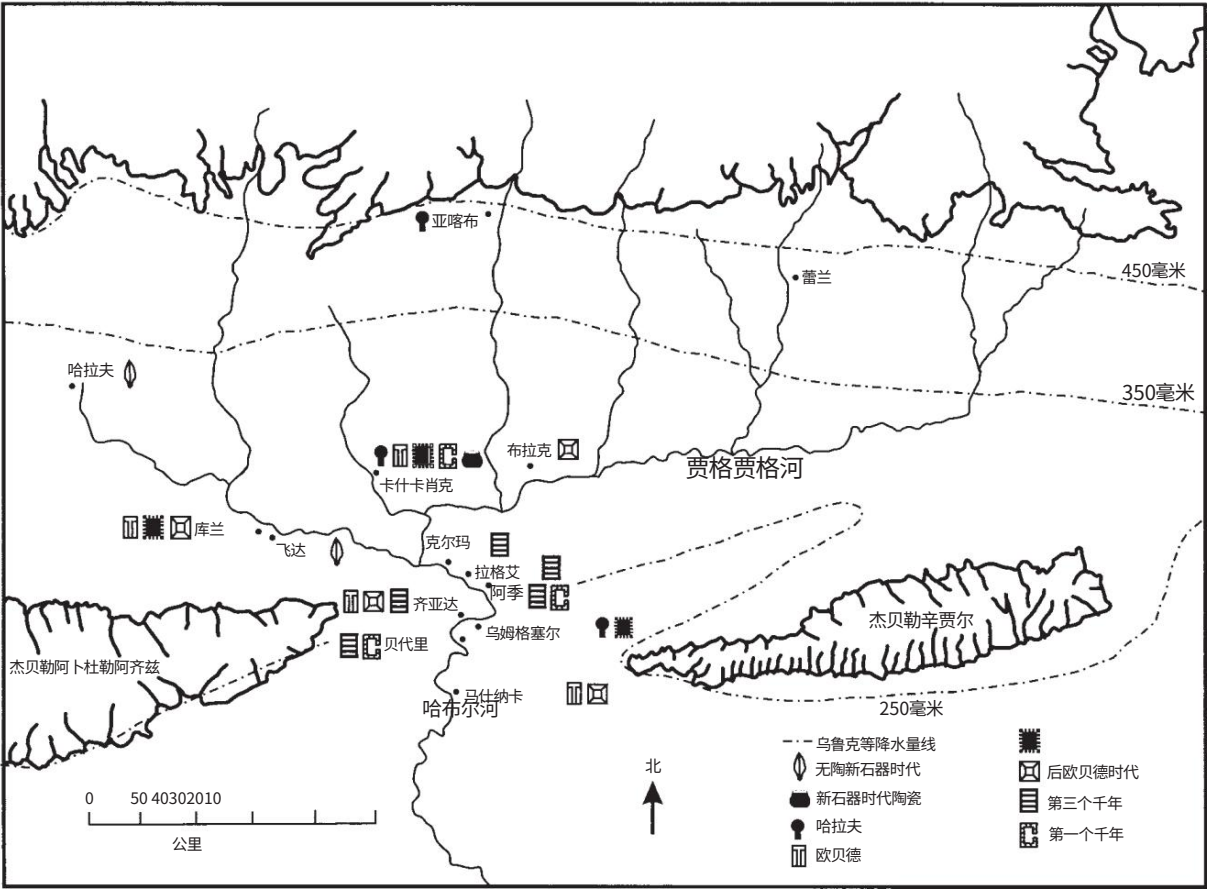 亚喀布
450毫米
蕾兰
哈拉夫
350毫米
布拉克
贾格贾格河
卡什卡肖克
库兰
飞达
克尔玛
拉格艾
阿季
齐亚达
乌姆格塞尔
贝代里
杰贝勒辛贾尔
杰贝勒阿卜杜勒阿齐兹
马仕纳卡
哈布尔河
250毫米
乌鲁克等降水量线
无陶新石器时代
新石器时代陶瓷
哈拉夫
欧贝德
后欧贝德时代
第三个千年
第一个千年
北
0 50 40302010
公里